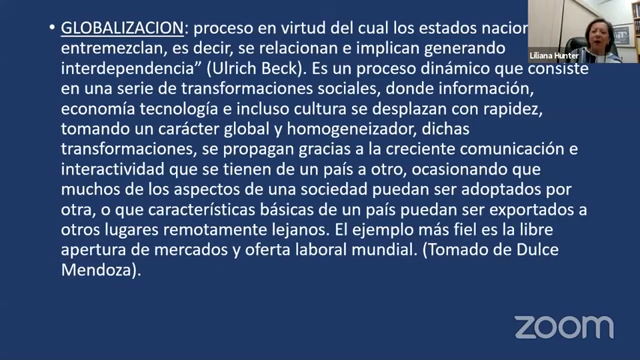 • GLOBALIZACION: proceso en virtud del cual los estados
entremezclan, es decir, se relacionan e implican generando
interdependencia” (Ulrich Beck). Es un proceso dinámico que consiste
en una serie de transformaciones sociales, donde información,
economía tecnología e incluso cultura se desplazan con rapidez,
tomando un carácter global y homogeneizador, dichas
transformaciones, se propagan gracias a la creciente comunicación e
interactividad que se tienen de un país a otro, ocasionando que
muchos de los aspectos de una sociedad puedan ser adoptados por
otra, o que características básicas de un país puedan ser exportados a
otros lugares remotamente lejanos. El ejemplo más fiel es la libre
apertura de mercados y oferta laboral mundial. (Tomado de Dulce
Mendoza).
Liliana Hunter
zoom